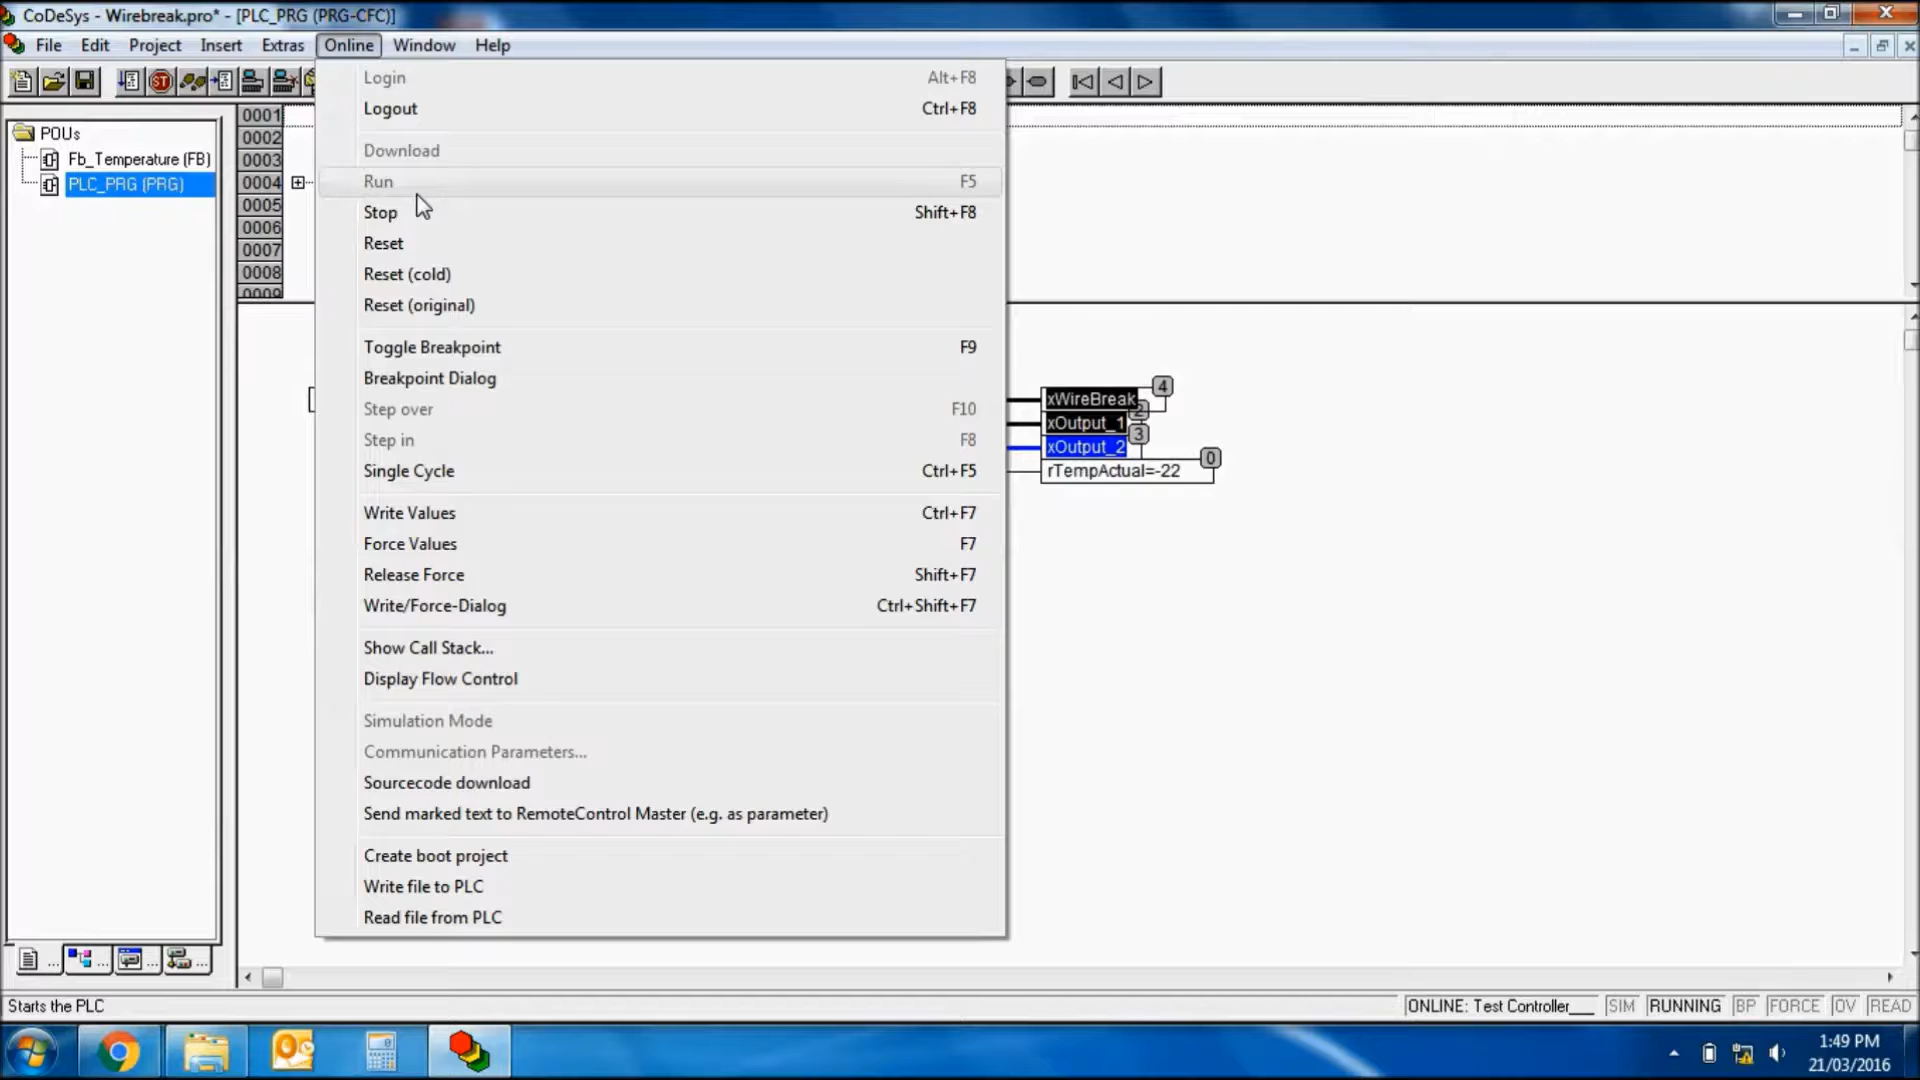 CoDeSys - Wirebreak.pro* - [PLC_PRG (PRG-CFC)]
File Edit Project Insert Extras Online Window Help
POUs
Fb_Temperature (FB)
PLC_PRG (PRG)
0001
0002
0003
0004
0005
0006
0007
0008
0009
Login Alt+F8
Logout Ctrl+F8
Download
Run F5
Stop Shift+F8
Reset
Reset (cold)
Reset (original)
Toggle Breakpoint F9
Breakpoint Dialog
Step over F10
Step in F8
Single Cycle Ctrl+F5
Write Values Ctrl+F7
Force Values F7
Release Force Shift+F7
Write/Force-Dialog Ctrl+Shift+F7
Show Call Stack...
Display Flow Control
Simulation Mode
Communication Parameters...
Sourcecode download
Send marked text to RemoteControl Master (e.g. as parameter)
Create boot project
Write file to PLC
Read file from PLC
xWireBreak 4
xOutput_1 2
xOutput_2 3
rTempActual=-22 0
... ... ... ...
Starts the PLC
ONLINE: Test Controller___ SIM RUNNING BP FORCE OV READ
1:49 PM
21/03/2016